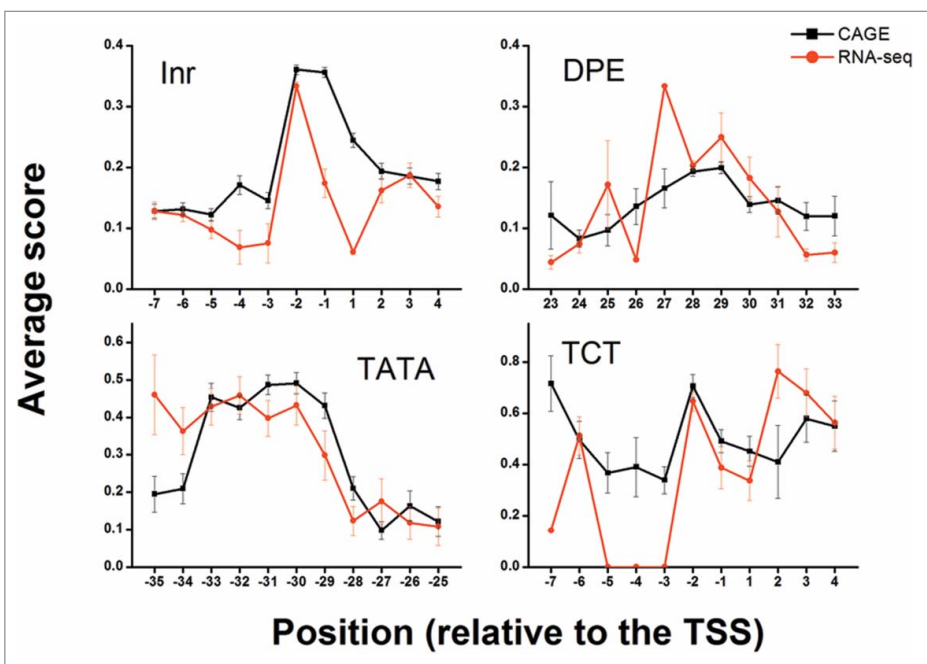 CAGE
RNA-seq
Inr
0.4
0.3
0.2
0.1
0.0
-7 -6 -5 -4 -3 -2 -1 1 2 3 4
DPE
0.4
0.3
0.2
0.1
0.0
23 24 25 26 27 28 29 30 31 32 33
TATA
0.6
0.5
0.4
0.3
0.2
0.1
0.0
-35 -34 -33 -32 -31 -30 -29 -28 -27 -26 -25
TCT
0.8
0.6
0.4
0.2
0.0
-7 -6 -5 -4 -3 -2 -1 1 2 3 4
Average score
Position (relative to the TSS)